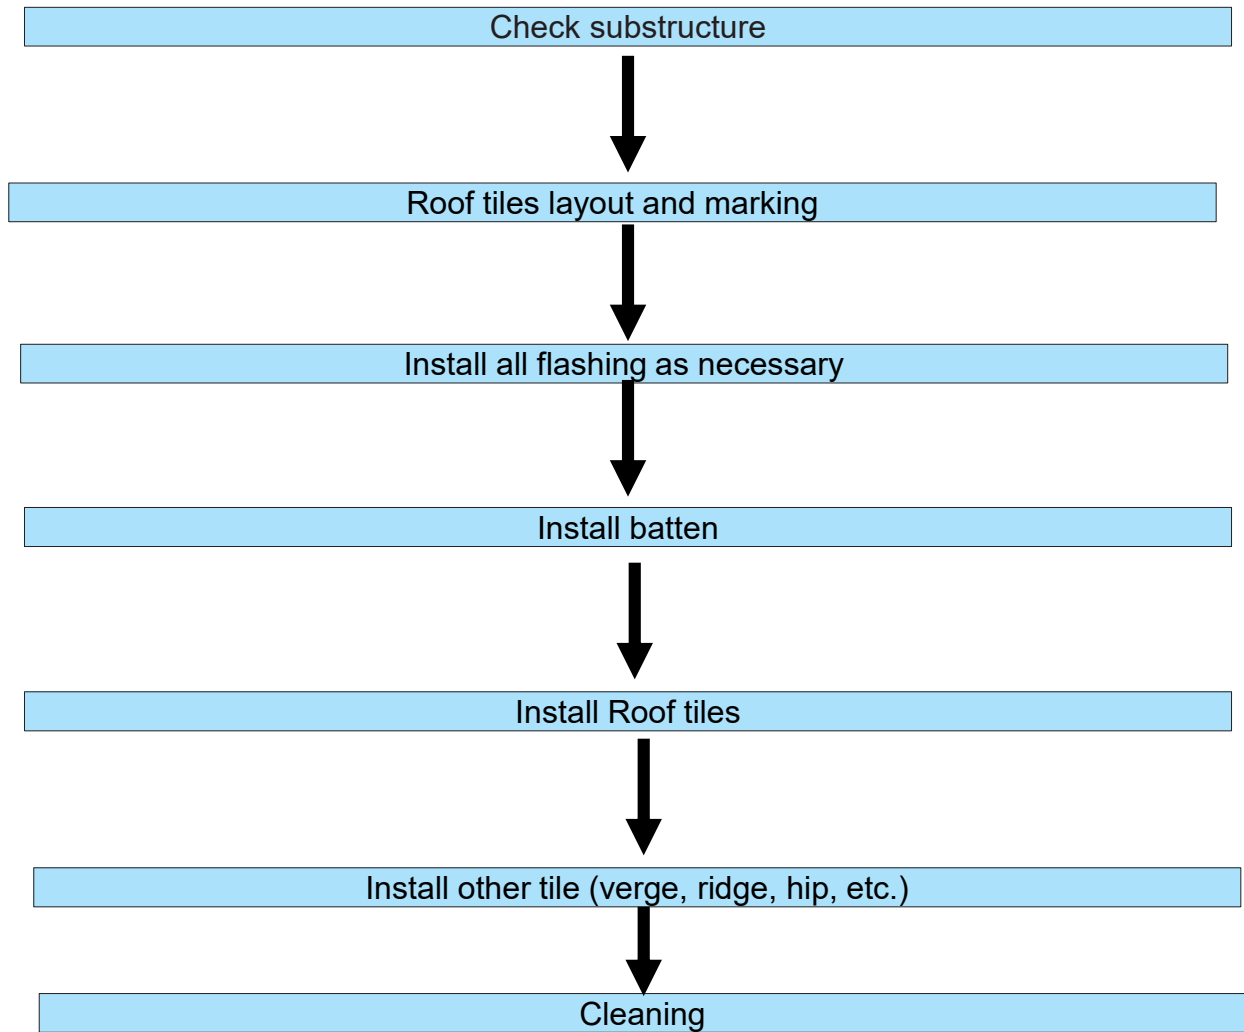 Check substructure
Roof tiles layout and marking
Install all flashing as necessary
Install batten
Install Roof tiles
Install other tile (verge, ridge, hip, etc.)
Cleaning